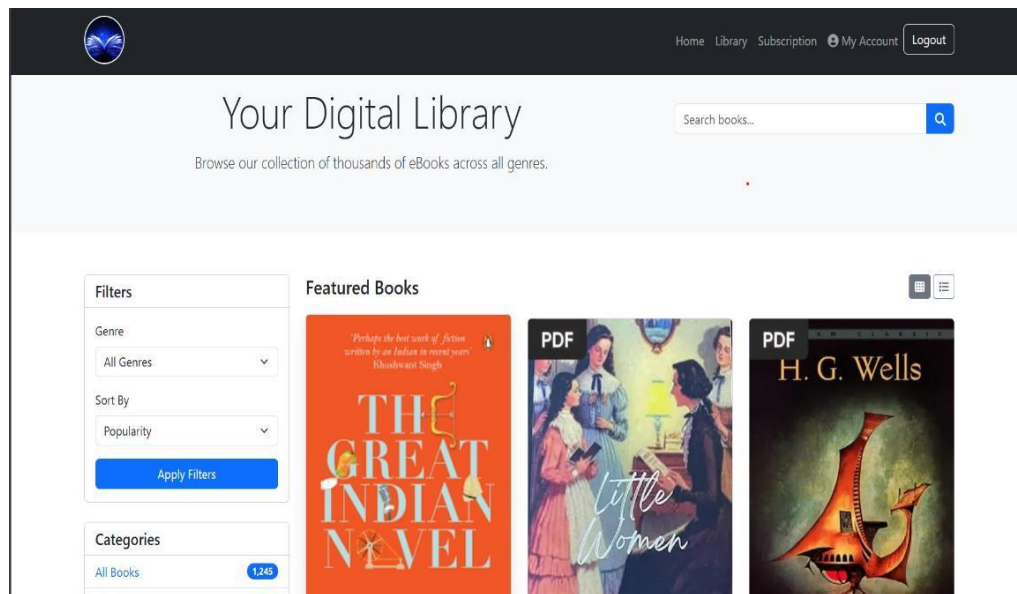 Home Library Subscription My Account Logout
Your Digital Library
Search books...
Browse our collection of thousands of eBooks across all genres.
Filters
Genre
All Genres
Sort By
Popularity
Apply Filters
Categories
All Books 1,245
Featured Books
'Perhaps the best work of fiction
written by an Indian in recent years'
Khushwant Singh
THE
GREAT
INDIAN
NOVEL
PDF
Little
Women
PDF
CLASSIC
H. G. Wells